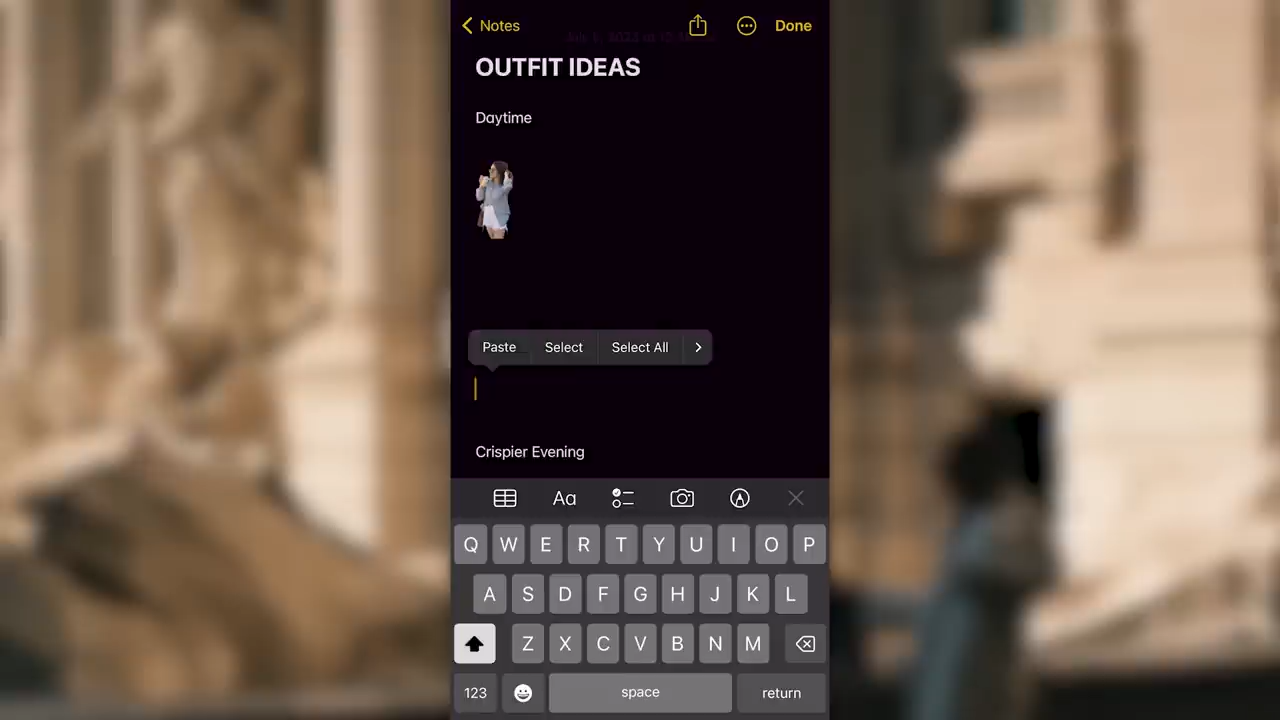 Notes
Done
OUTFIT IDEAS
Daytime
Paste Select Select All
Crispier Evening
Aa
Q W E R T Y U I O P
A S D F G H J K L
Z X C V B N M
123 space return